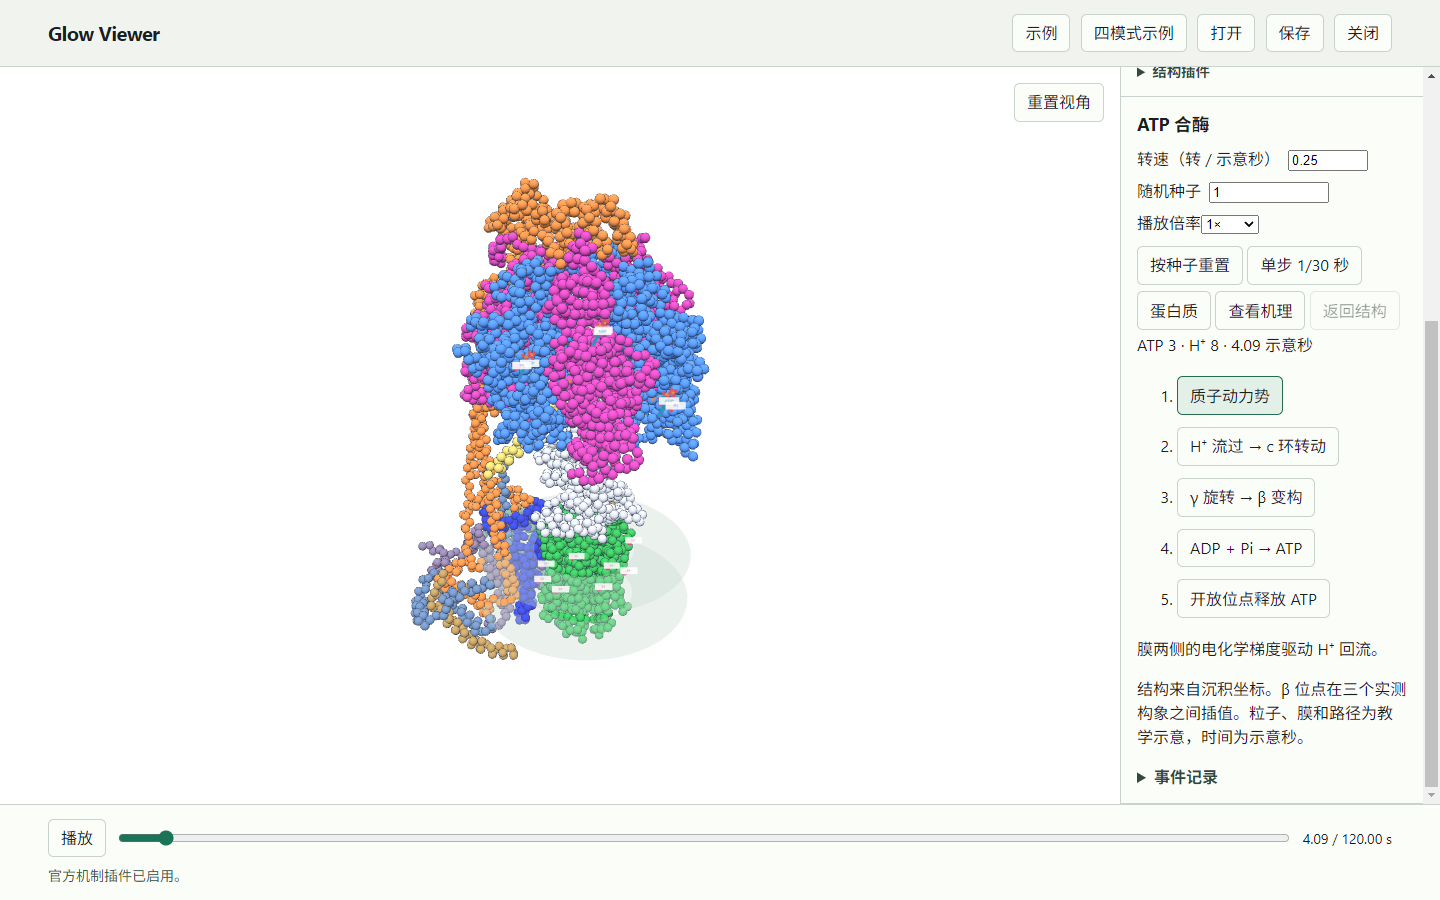 Glow Viewer
示例
四模式示例
打开
保存
关闭
重置视角
结构插件
ATP 合酶
转速（转 / 示意秒） 0.25
随机种子 1
播放倍率 1×
按种子重置
单步 1/30 秒
蛋白质
查看机理
返回结构
ATP 3 · H⁺ 8 · 4.09 示意秒
1. 质子动力势
2. H⁺ 流过 → c 环转动
3. γ 旋转 → β 变构
4. ADP + Pi → ATP
5. 开放位点释放 ATP
膜两侧的电化学梯度驱动 H⁺ 回流。
结构来自沉积坐标。β 位点在三个实测
构象之间插值。粒子、膜和路径为教
学示意，时间为示意秒。
事件记录
播放
4.09 / 120.00 s
官方机制插件已启用。